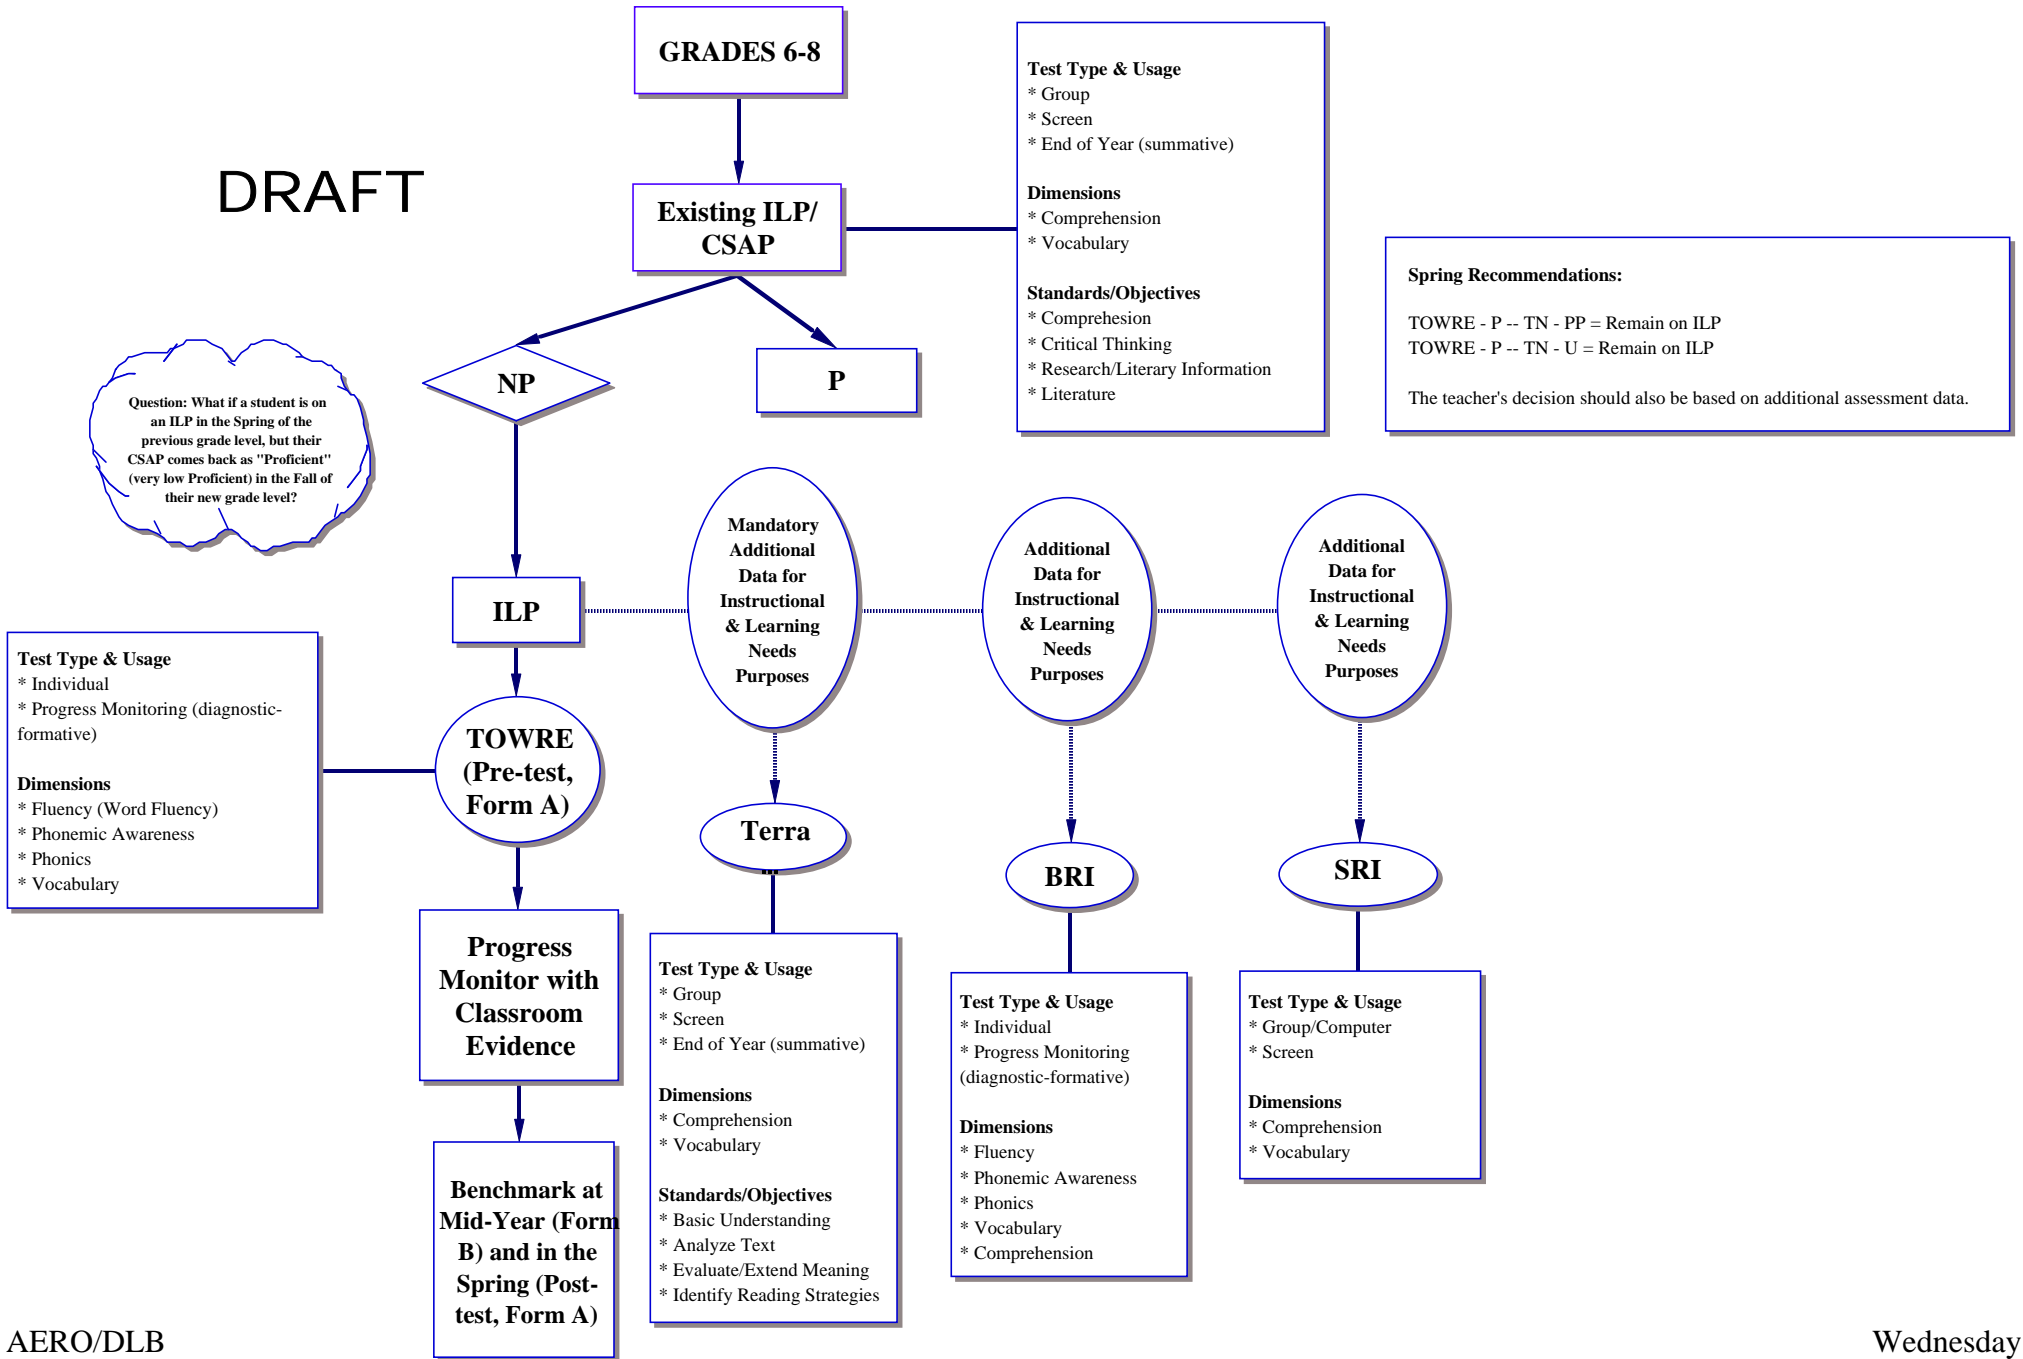 GRADES 6-8
Test Type & Usage
* Group
* Screen
* End of Year (summative)
Dimensions
* Comprehension
* Vocabulary
Standards/Objectives
* Comprehesion
* Critical Thinking
* Research/Literary Information
* Literature
DRAFT
Existing ILP/
CSAP
Spring Recommendations:
TOWRE - P -- TN - PP = Remain on ILP
TOWRE - P -- TN - U = Remain on ILP
The teacher's decision should also be based on additional assessment data.
NP
P
Question: What if a student is on
an ILP in the Spring of the
previous grade level, but their
CSAP comes back as "Proficient"
(very low Proficient) in the Fall of
their new grade level?
ILP
Mandatory
Additional
Data for
Instructional
& Learning
Needs
Purposes
Additional
Data for
Instructional
& Learning
Needs
Purposes
Additional
Data for
Instructional
& Learning
Needs
Purposes
Test Type & Usage
* Individual
* Progress Monitoring (diagnostic-
formative)
Dimensions
* Fluency (Word Fluency)
* Phonemic Awareness
* Phonics
* Vocabulary
TOWRE
(Pre-test,
Form A)
Terra
BRI
SRI
Progress
Monitor with
Classroom
Evidence
Benchmark at
Mid-Year (Form
B) and in the
Spring (Post-
test, Form A)
Test Type & Usage
* Group
* Screen
* End of Year (summative)
Dimensions
* Comprehension
* Vocabulary
Standards/Objectives
* Basic Understanding
* Analyze Text
* Evaluate/Extend Meaning
* Identify Reading Strategies
Test Type & Usage
* Individual
* Progress Monitoring
(diagnostic-formative)
Dimensions
* Fluency
* Phonemic Awareness
* Phonics
* Vocabulary
* Comprehension
Test Type & Usage
* Group/Computer
* Screen
Dimensions
* Comprehension
* Vocabulary
AERO/DLB
Wednesday